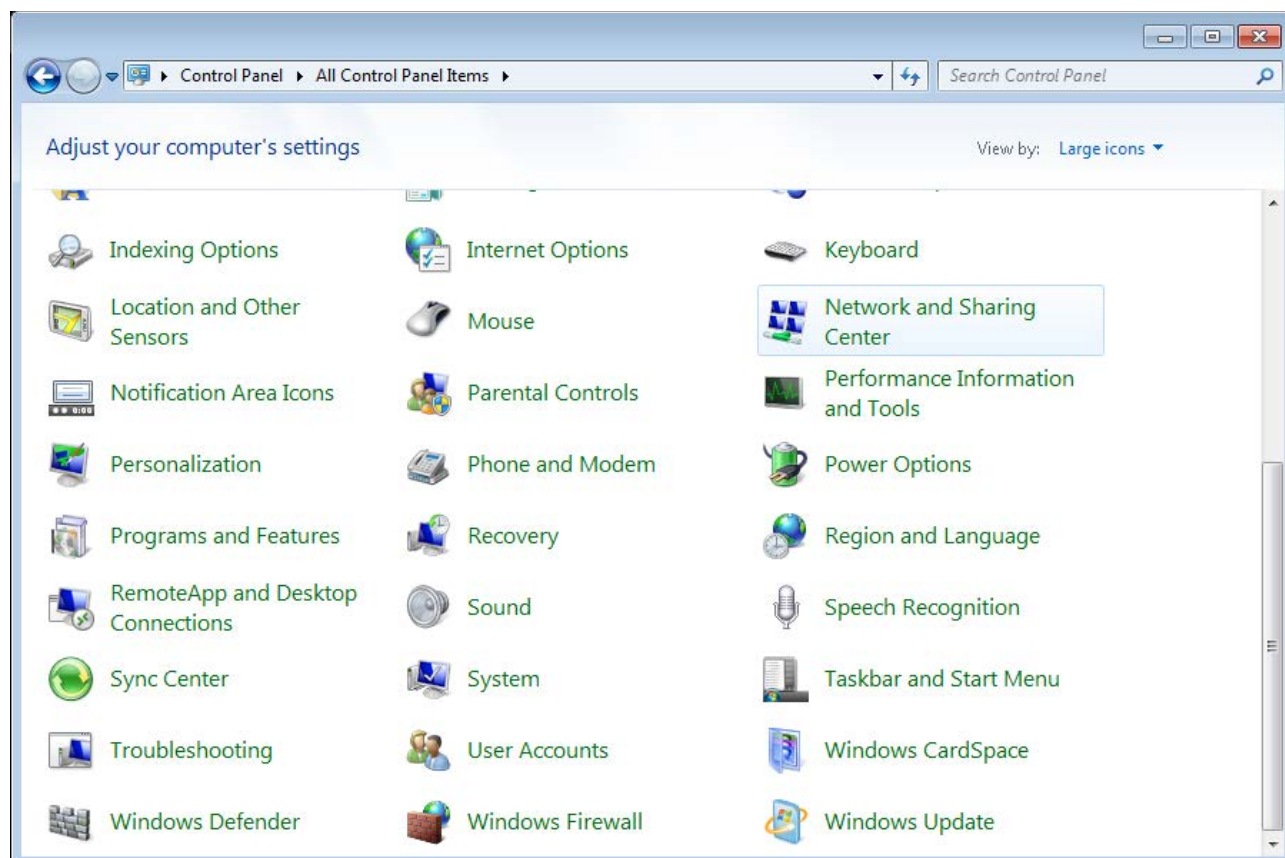 Control Panel All Control Panel Items
Search Control Panel
Adjust your computer's settings
View by: Large icons
Indexing Options
Internet Options
Keyboard
Location and Other
Sensors
Mouse
Network and Sharing
Center
Notification Area Icons
Parental Controls
Performance Information
and Tools
Personalization
Phone and Modem
Power Options
Programs and Features
Recovery
Region and Language
RemoteApp and Desktop
Connections
Sound
Speech Recognition
Sync Center
System
Taskbar and Start Menu
Troubleshooting
User Accounts
Windows CardSpace
Windows Defender
Windows Firewall
Windows Update